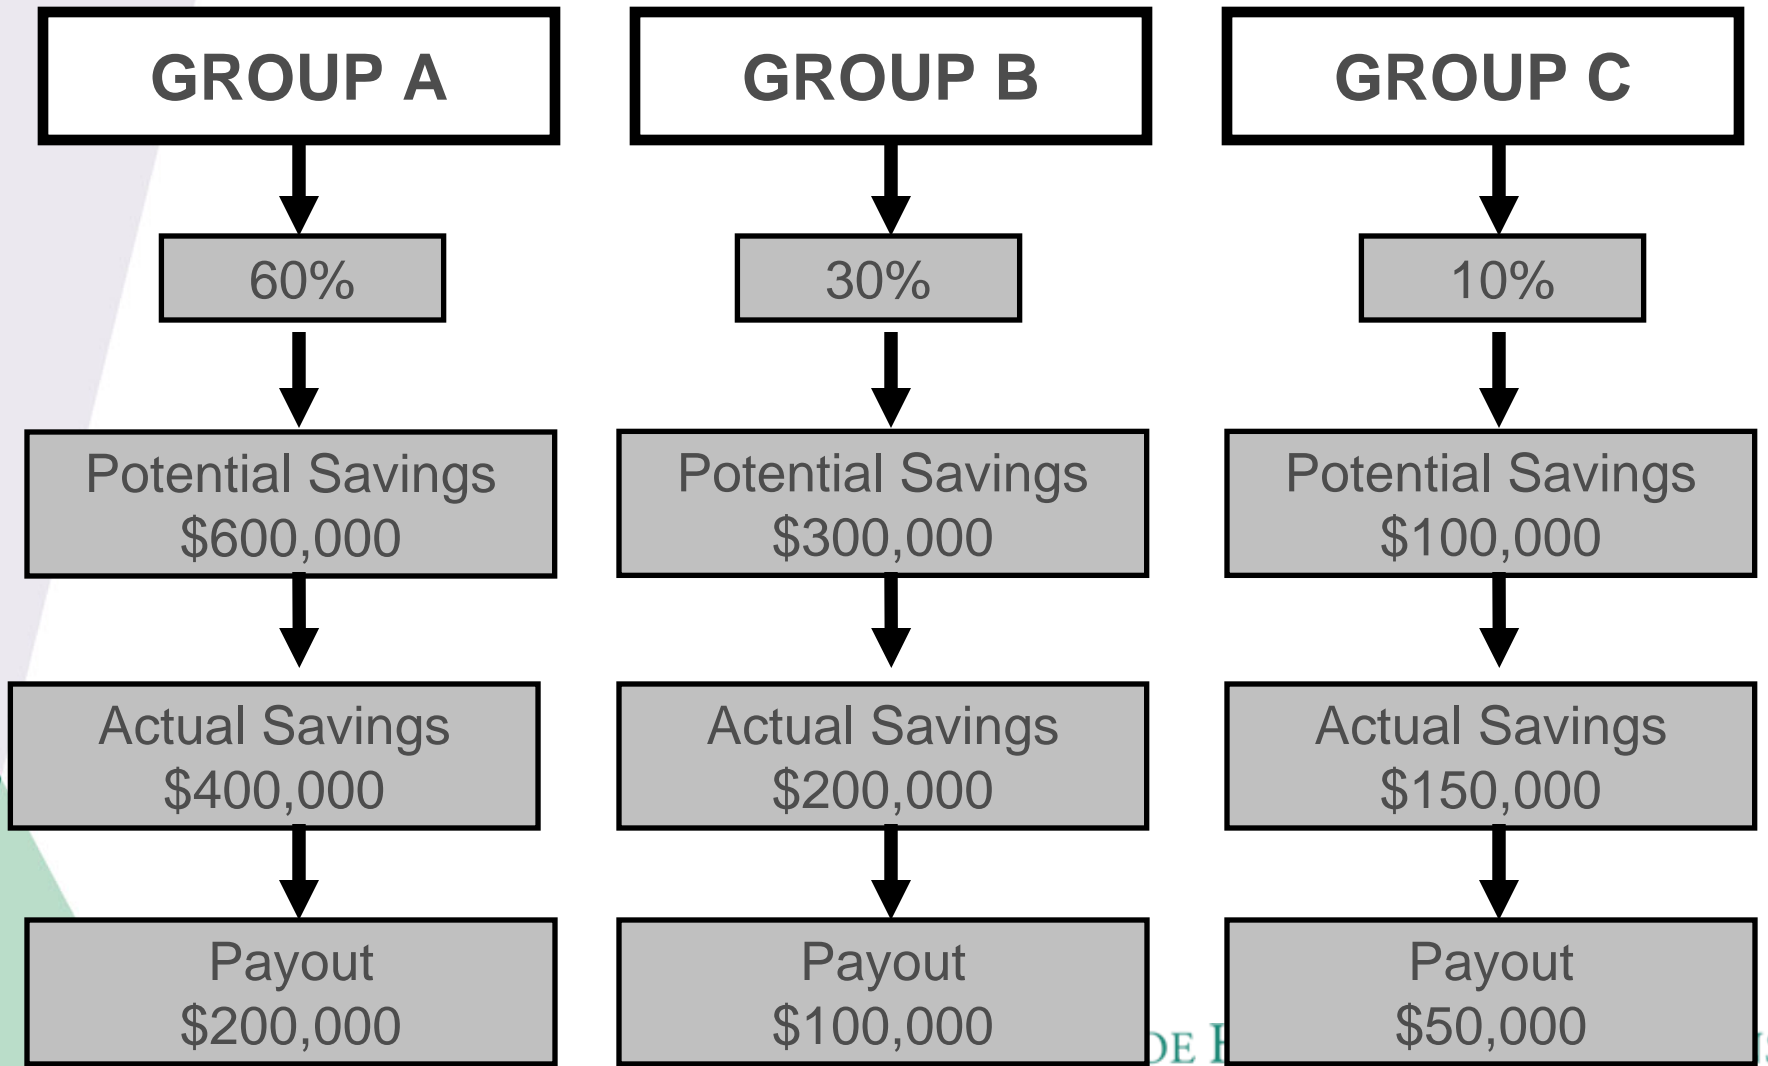 GROUP A
60%
Potential Savings
$600,000
Actual Savings
$400,000
Payout
$200,000
GROUP B
30%
Potential Savings
$300,000
Actual Savings
$200,000
Payout
$100,000
GROUP C
10%
Potential Savings
$100,000
Actual Savings
$150,000
Payout
$50,000
DE